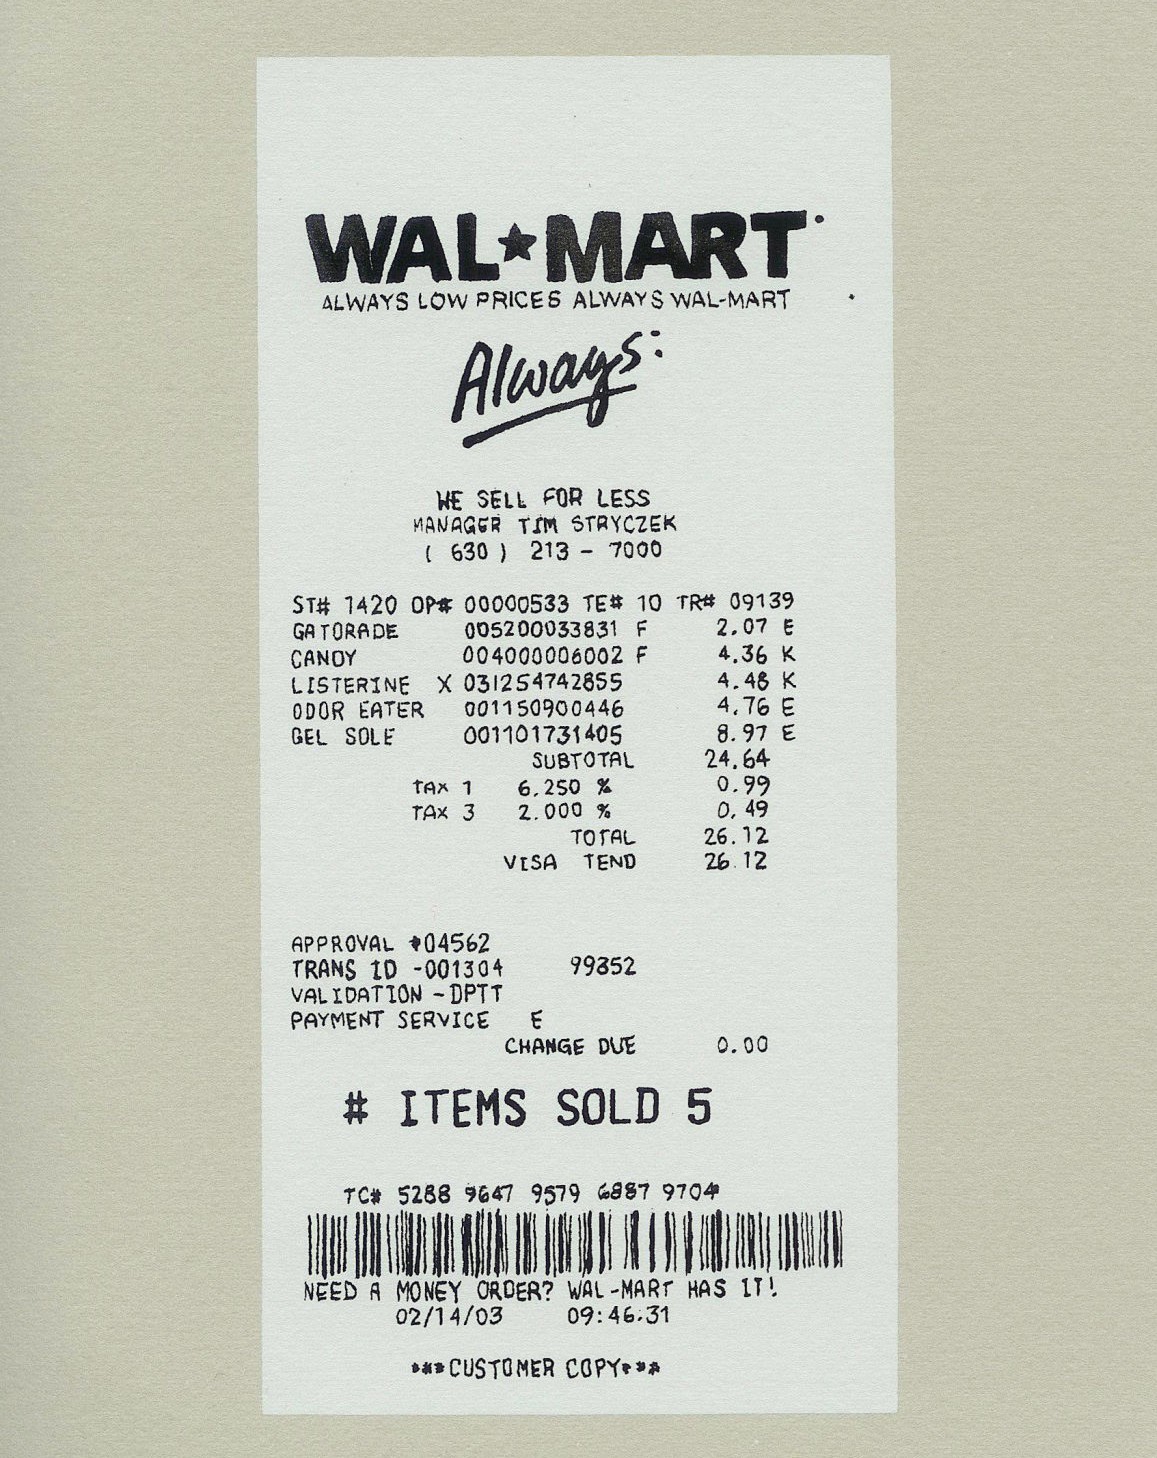 WAL★MART
ALWAYS LOW PRICES ALWAYS WAL-MART
Always.
WE SELL FOR LESS
MANAGER TIM STRYCZEK
( 630 ) 213 - 7000
ST# 1420 OP# 00000533 TE# 10 TR# 09139
GATORADE 005200033831 F 2.07 E
CANDY 004000006002 F 4.36 K
LISTERINE X 031254742855 4.48 K
ODOR EATER 001150900446 4.76 E
GEL SOLE 001101731405 8.97 E
SUBTOTAL 24.64
TAX 1 6.250 % 0.99
TAX 3 2.000 % 0.49
TOTAL 26.12
VISA TEND 26.12
APPROVAL #04562
TRANS ID -001304 99352
VALIDATION -DPTT
PAYMENT SERVICE E
CHANGE DUE 0.00
# ITEMS SOLD 5
TC# 5288 9647 9579 6887 9704
NEED A MONEY ORDER? WAL-MART HAS IT!
02/14/03 09:46:31
***CUSTOMER COPY***